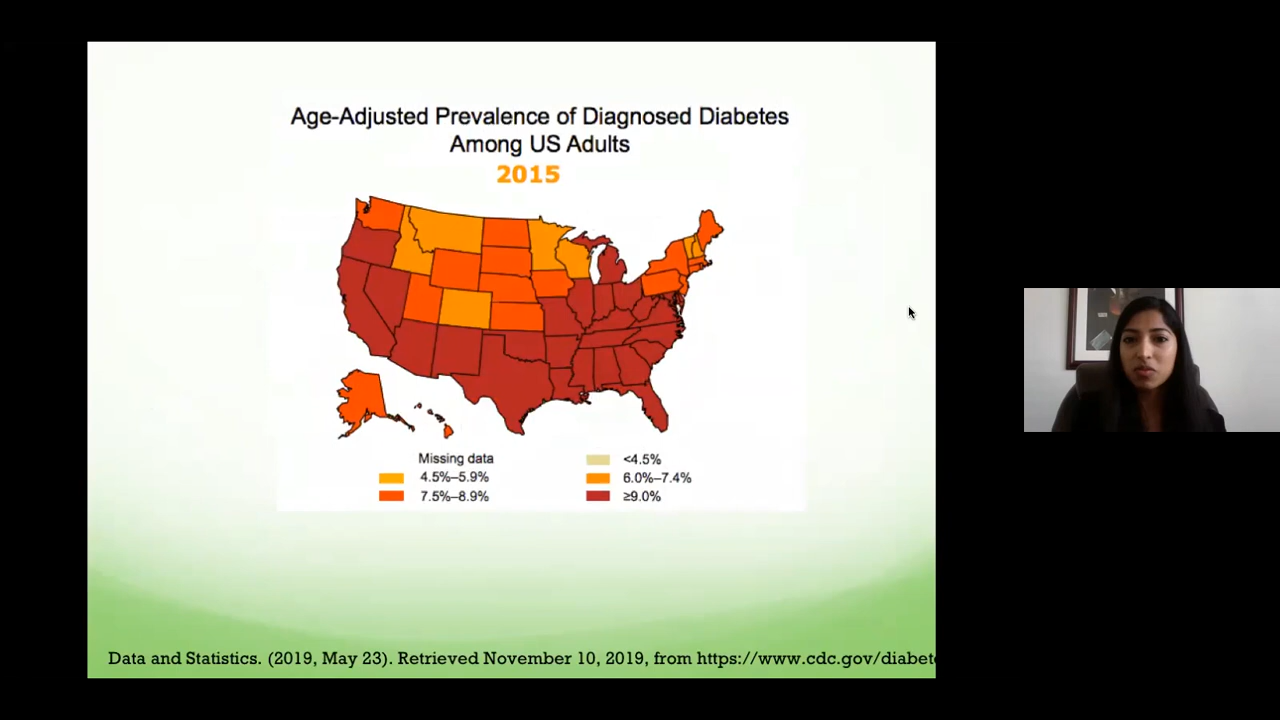 Age-Adjusted Prevalence of Diagnosed Diabetes
Among US Adults
2015
Missing data
<4.5%
4.5%–5.9%
6.0%–7.4%
7.5%–8.9%
≥9.0%
Data and Statistics. (2019, May 23). Retrieved November 10, 2019, from https://www.cdc.gov/diabete